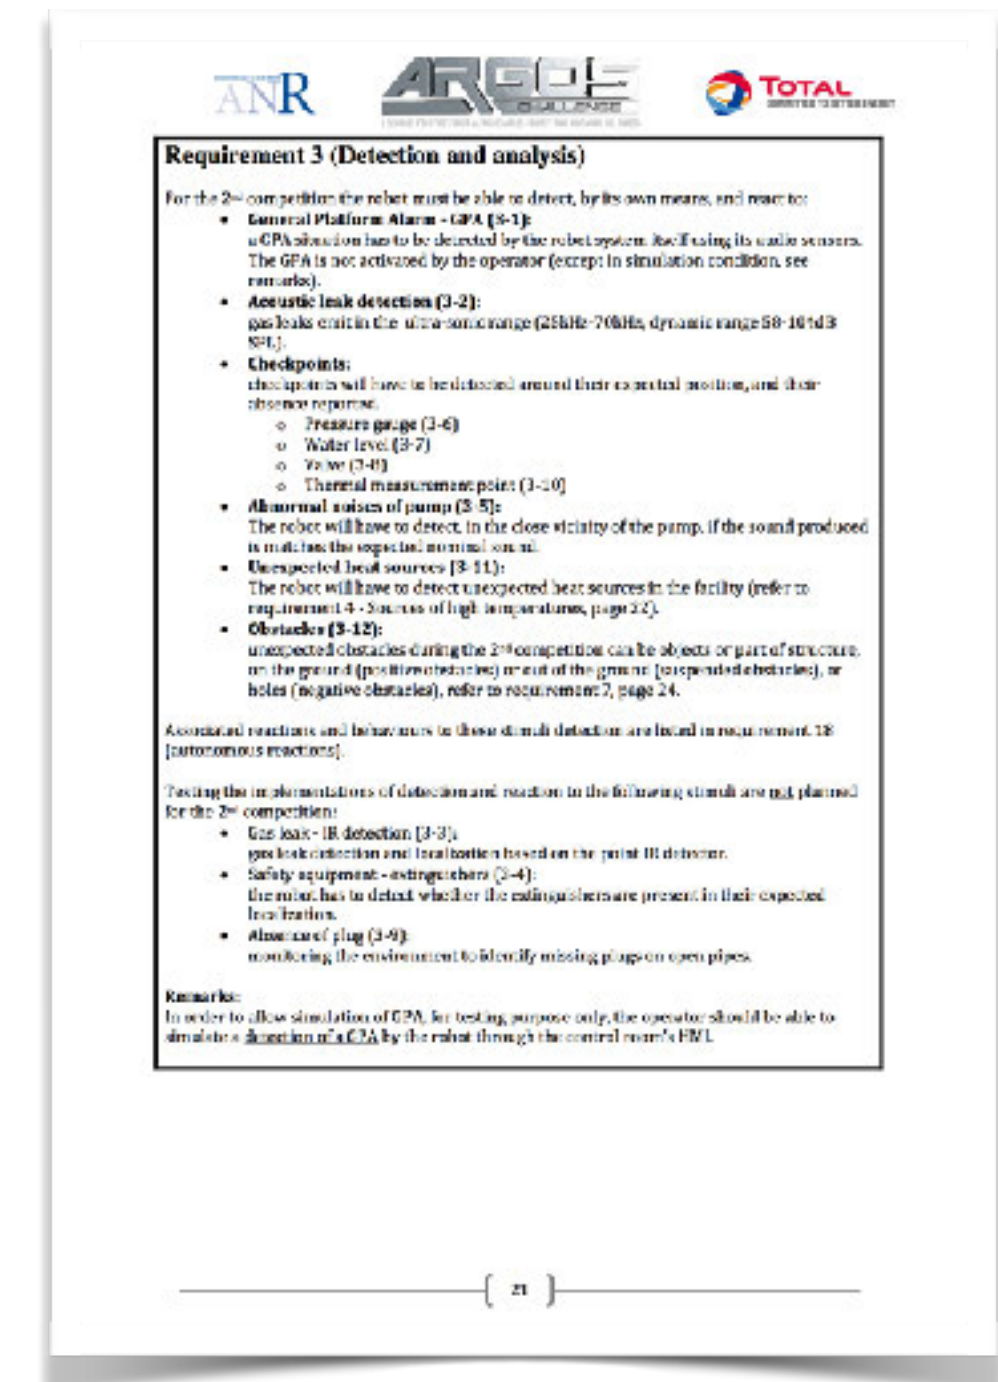 ANR
ARGOS
CHALLENGE
TOTAL
COMMITTED TO BETTER ENERGY
Requirement 3 (Detection and analysis)
For the 2nd competition the robot must be able to detect, by its own means, and react to:
• General Platform Alarm - GPA (3-1):
a GPA situation has to be detected by the robot system itself using its audio sensors.
The GPA is not activated by the operator (except in simulation condition, see
remarks).
• Acoustic leak detection (3-2):
gas leaks emit in the ultra-sonic range (25kHz-70kHz, dynamic range 58-104dB
SPL).
• Checkpoints:
checkpoints will have to be detected around their expected position, and their
absence reported.
o Pressure gauge (3-6)
o Water level (3-7)
o Valve (3-8)
o Thermal measurement point (3-10)
• Abnormal noises of pump (3-5):
The robot will have to detect, in the close vicinity of the pump, if the sound produced
is matches the expected nominal sound.
• Unexpected heat sources (3-11):
The robot will have to detect unexpected heat sources in the facility (refer to
requirement 4 - Sources of high temperatures, page 22).
• Obstacles (3-12):
unexpected obstacles during the 2nd competition can be objects or part of structure,
on the ground (positive obstacles) or out of the ground (suspended obstacles), or
holes (negative obstacles), refer to requirement 7, page 24.
Associated reactions and behaviours to these stimuli detection are listed in requirement 18
(autonomous reactions).
Testing the implementations of detection and reaction to the following stimuli are not planned
for the 2nd competition:
• Gas leak - IR detection (3-3):
gas leak detection and localization based on the point IR detector.
• Safety equipment - extinguishers (3-4):
the robot has to detect whether the extinguishers are present in their expected
localization.
• Absence of plug (3-9):
monitoring the environment to identify missing plugs on open pipes.
Remarks:
In order to allow simulation of GPA, for testing purpose only, the operator should be able to
simulate a detection of a GPA by the robot through the control room's HMI.
21